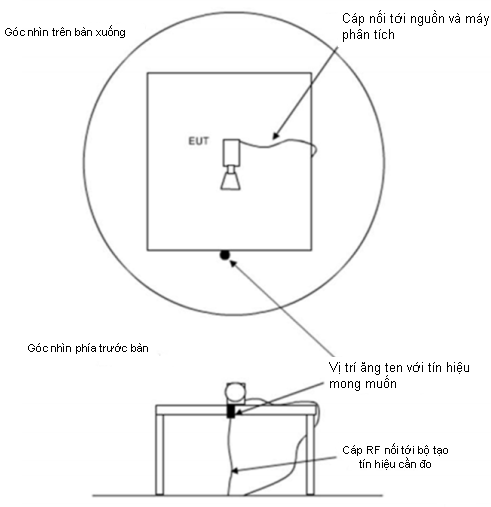 Góc nhìn trên bàn xuống
Cáp nối tới nguồn và máy
phân tích
EUT
Góc nhìn phía trước bàn
Vị trí ăng ten với tín hiệu
mong muốn
Cáp RF nối tới bộ tạo
tín hiệu cần đo